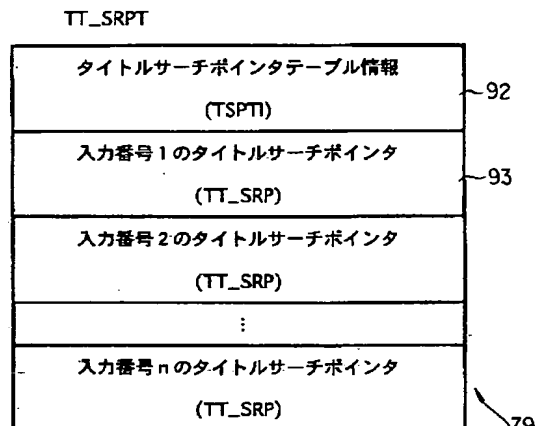 TT_SRPT
タイトルサーチポインタテーブル情報
(TSPTI)
92
入力番号1のタイトルサーチポインタ
(TT_SRP)
93
入力番号2のタイトルサーチポインタ
(TT_SRP)
⋮
入力番号nのタイトルサーチポインタ
(TT_SRP)
79